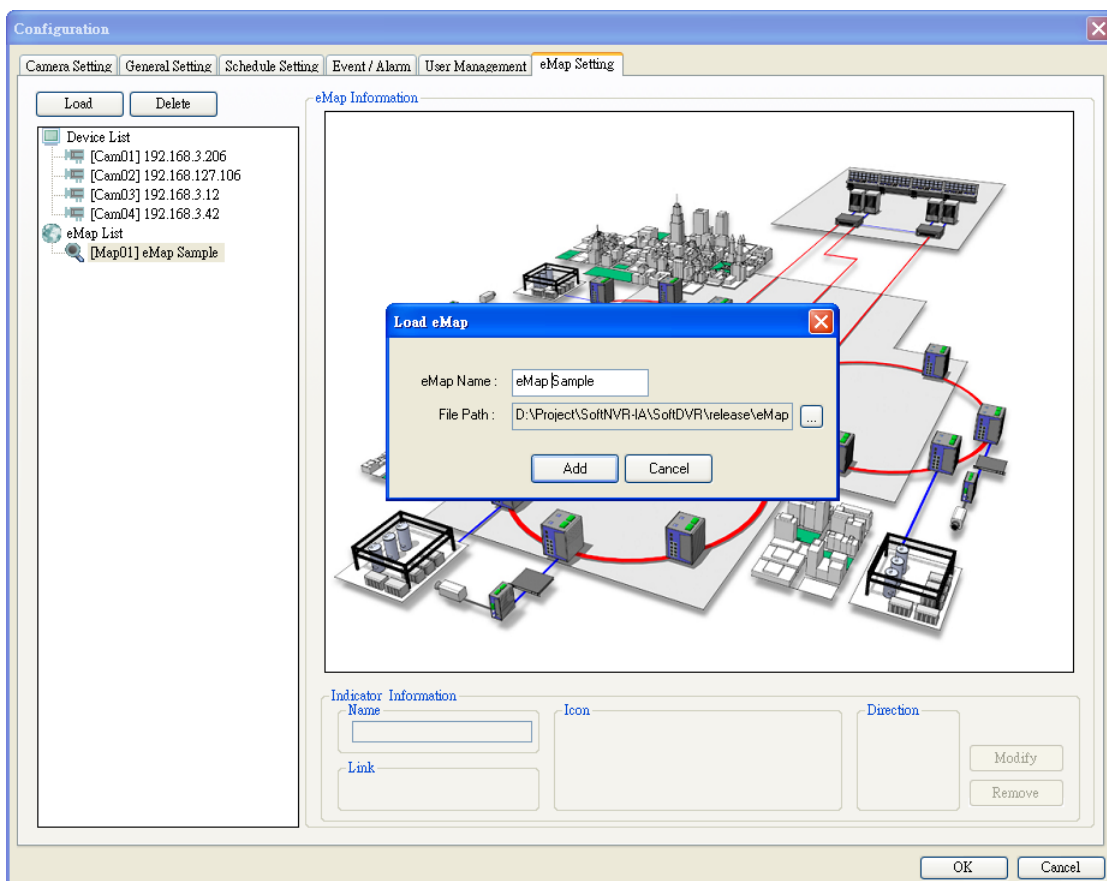 Configuration
Camera Setting General Setting Schedule Setting Event / Alarm User Management eMap Setting
Load Delete
Device List
[Cam01] 192.168.3.206
[Cam02] 192.168.127.106
[Cam03] 192.168.3.12
[Cam04] 192.168.3.42
eMap List
[Map01] eMap Sample
eMap Information
Load eMap
eMap Name : eMap Sample
File Path : D:\Project\SoftNVR-IA\SoftDVR\release\eMap ...
Add Cancel
Indicator Information
Name
Link
Icon
Direction
Modify
Remove
OK Cancel